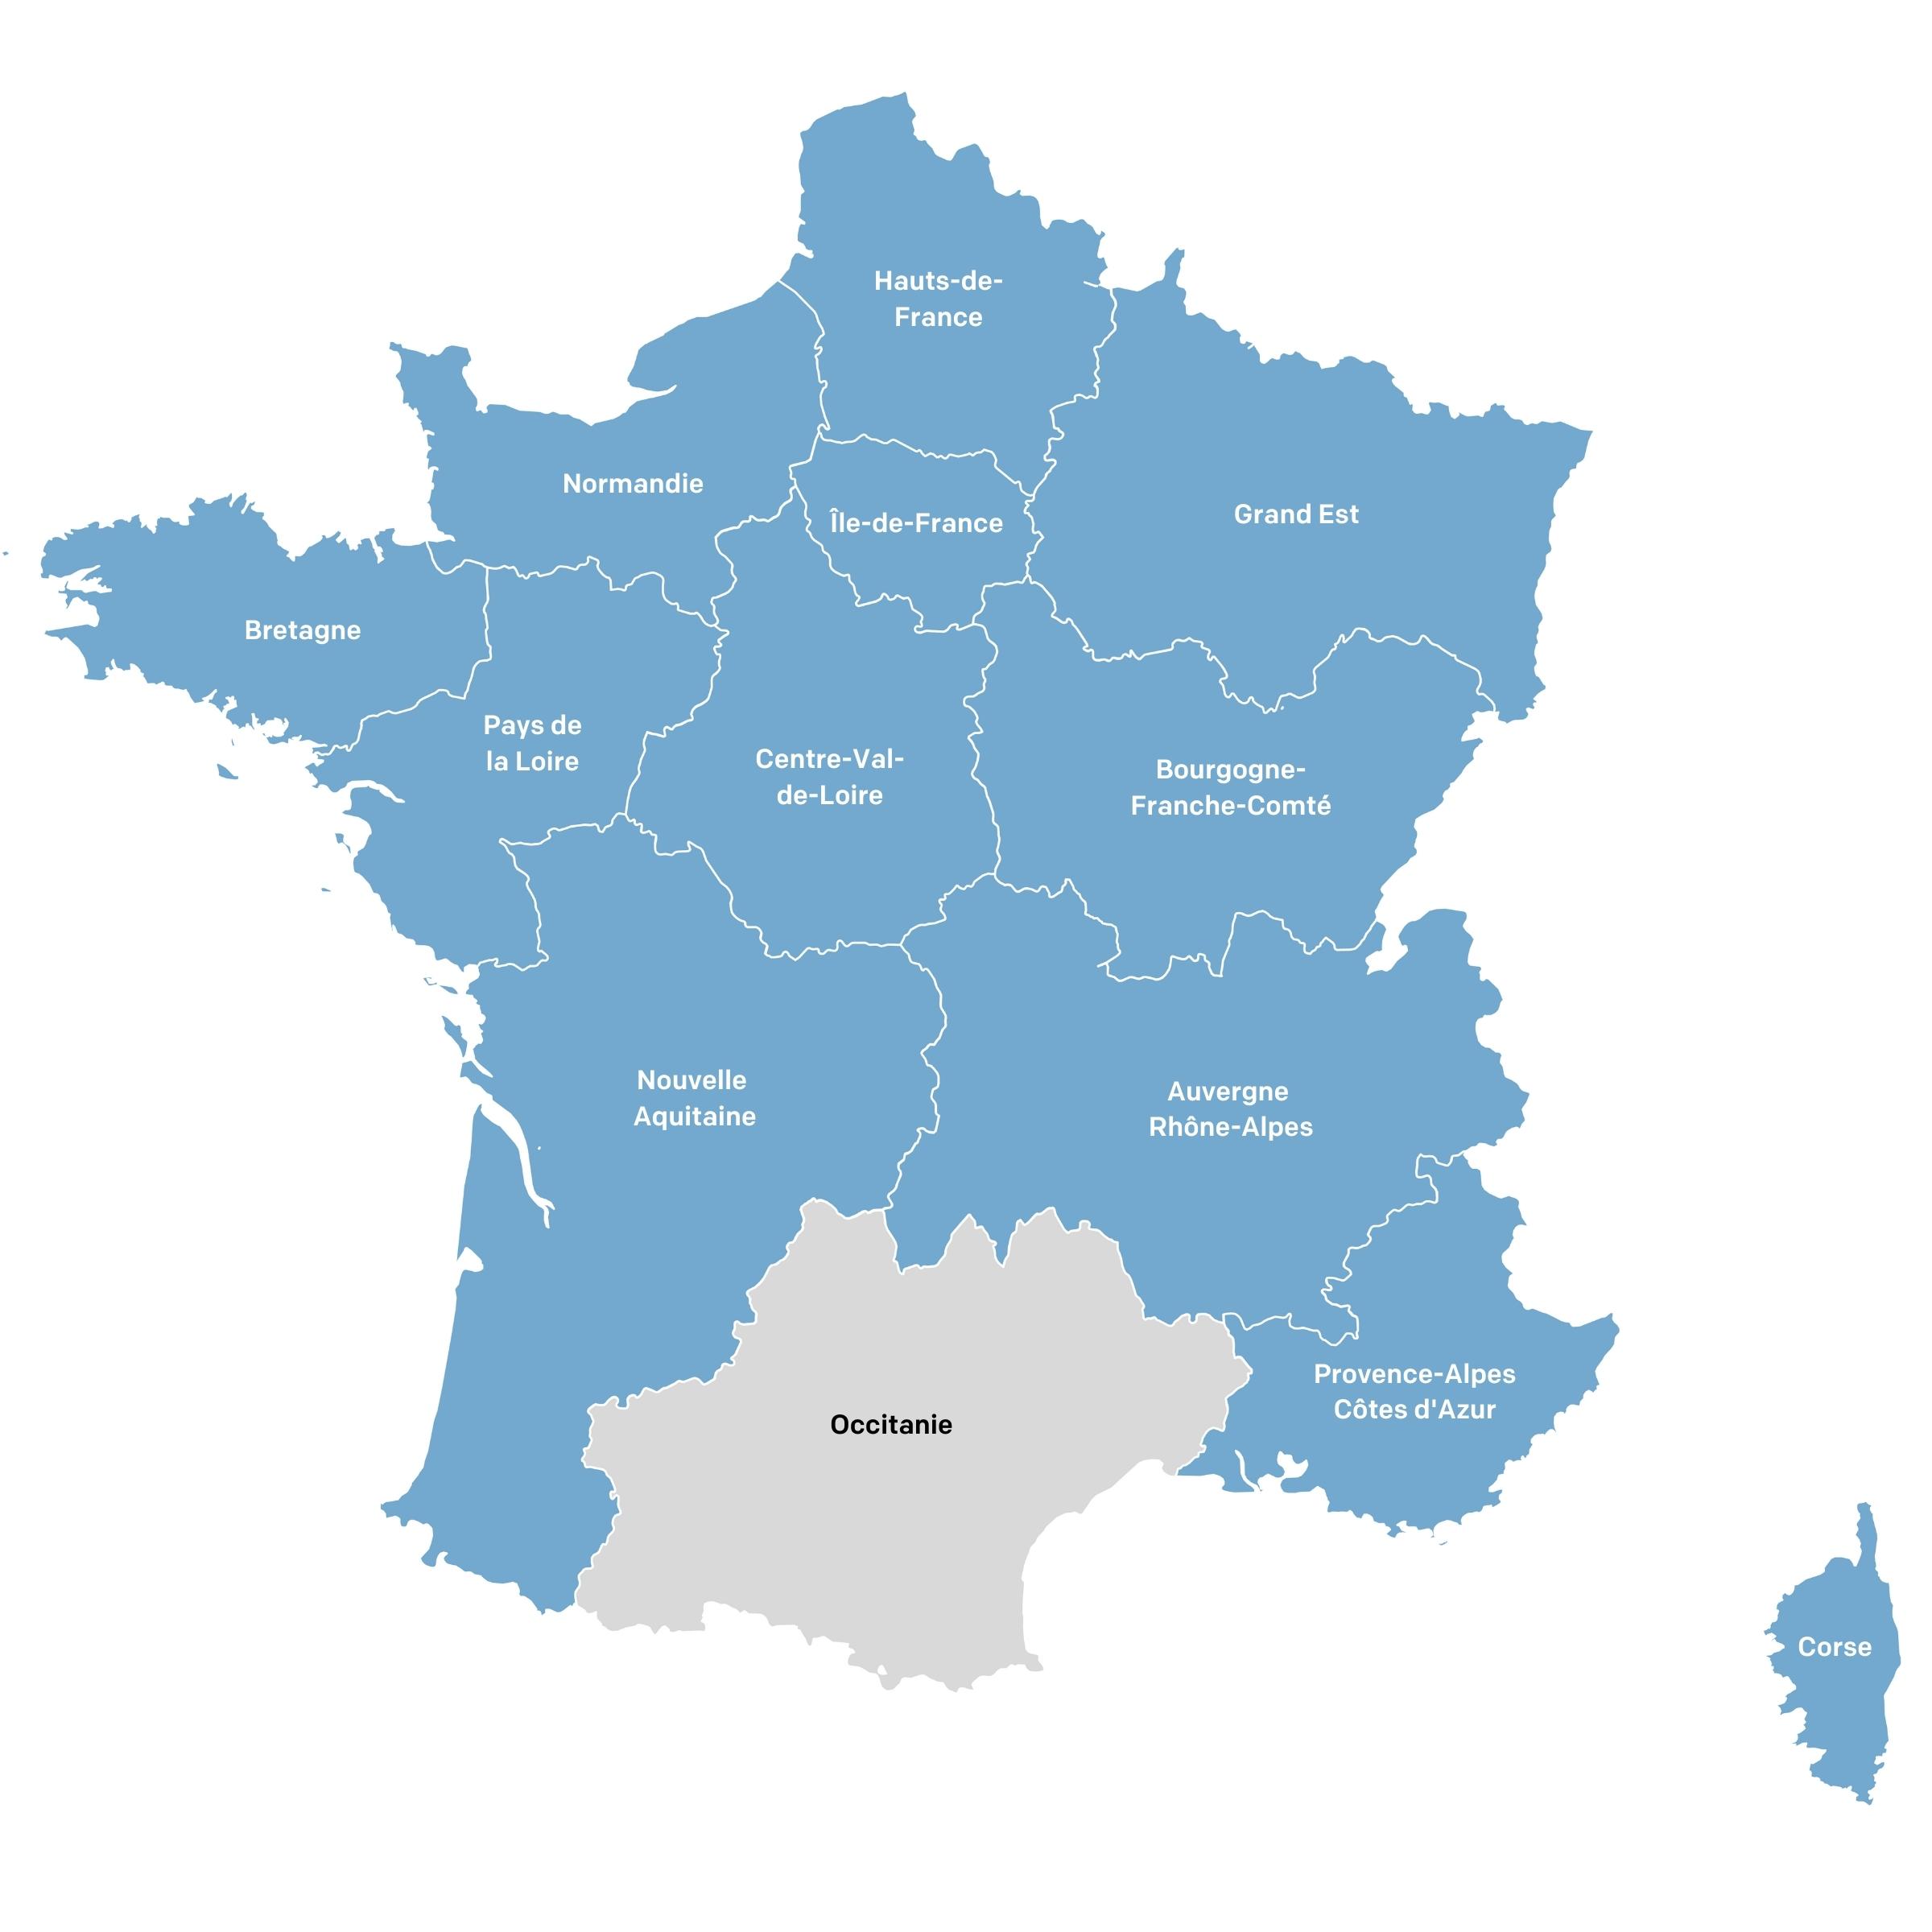 Hauts-de-
France
Normandie
Île-de-France
Grand Est
Bretagne
Pays de
la Loire
Centre-Val-
de-Loire
Bourgogne-
Franche-Comté
Nouvelle
Aquitaine
Auvergne
Rhône-Alpes
Provence-Alpes
Côtes d'Azur
Occitanie
Corse